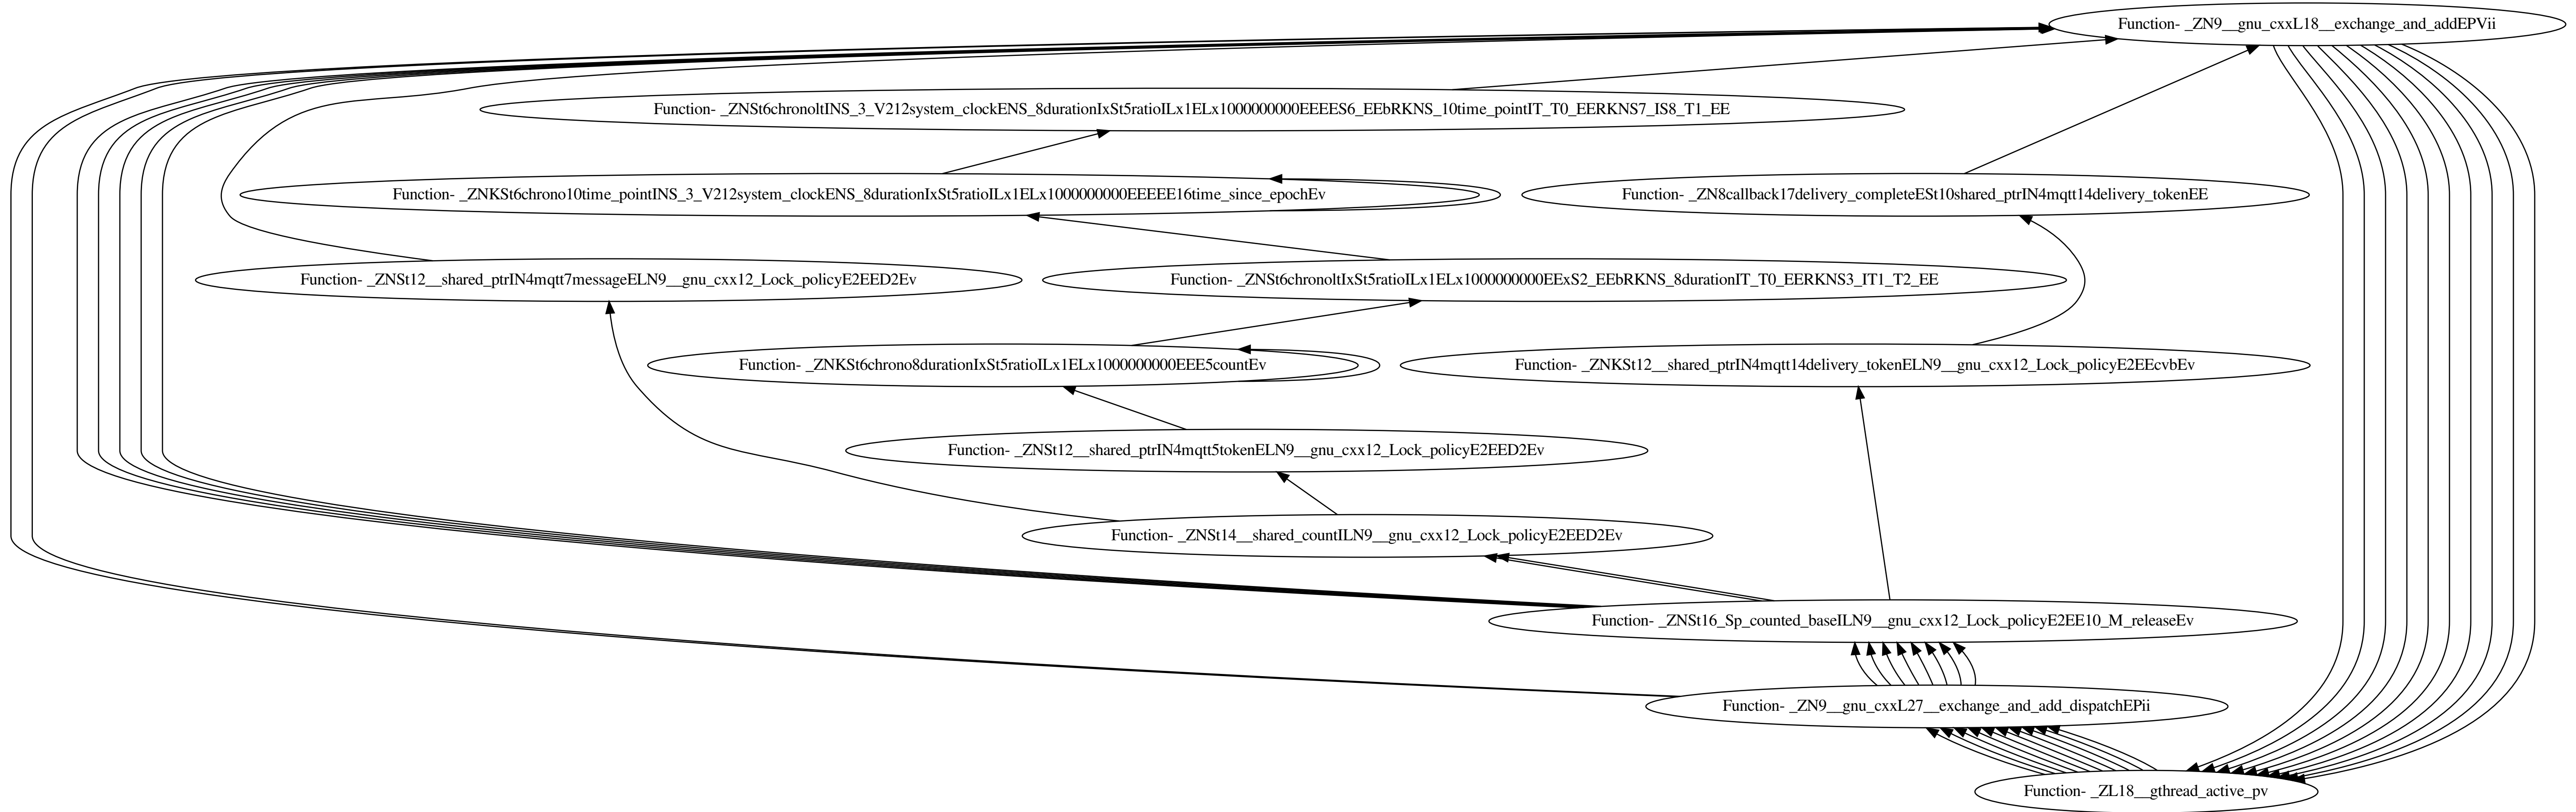 Function- _ZN9__gnu_cxxL18__exchange_and_addEPVii
Function- _ZNSt6chronoltINS_3_V212system_clockENS_8durationIxSt5ratioILx1ELx1000000000EEEES6_EEbRKNS_10time_pointIT_T0_EERKNS7_IS8_T1_EE
Function- _ZNKSt6chrono10time_pointINS_3_V212system_clockENS_8durationIxSt5ratioILx1ELx1000000000EEEEE16time_since_epochEv
Function- _ZN8callback17delivery_completeESt10shared_ptrIN4mqtt14delivery_tokenEE
Function- _ZNSt12__shared_ptrIN4mqtt7messageELN9__gnu_cxx12_Lock_policyE2EED2Ev
Function- _ZNSt6chronoltIxSt5ratioILx1ELx1000000000EExS2_EEbRKNS_8durationIT_T0_EERKNS3_IT1_T2_EE
Function- _ZNKSt6chrono8durationIxSt5ratioILx1ELx1000000000EEE5countEv
Function- _ZNKSt12__shared_ptrIN4mqtt14delivery_tokenELN9__gnu_cxx12_Lock_policyE2EEcvbEv
Function- _ZNSt12__shared_ptrIN4mqtt5tokenELN9__gnu_cxx12_Lock_policyE2EED2Ev
Function- _ZNSt14__shared_countILN9__gnu_cxx12_Lock_policyE2EED2Ev
Function- _ZNSt16_Sp_counted_baseILN9__gnu_cxx12_Lock_policyE2EE10_M_releaseEv
Function- _ZN9__gnu_cxxL27__exchange_and_add_dispatchEPii
Function- _ZL18__gthread_active_pv